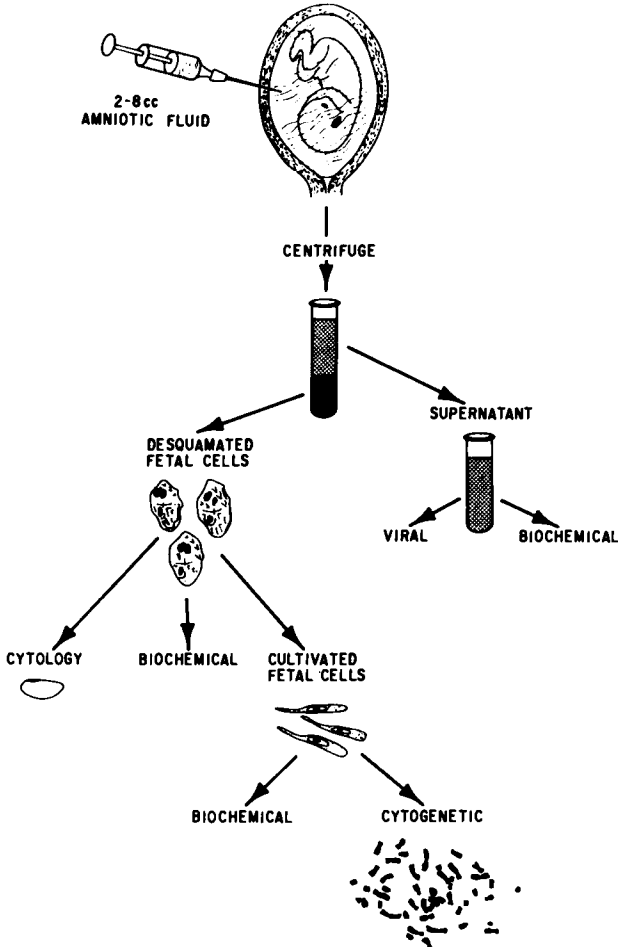 2-8cc
AMNIOTIC FLUID
CENTRIFUGE
SUPERNATANT
DESQUAMATED
FETAL CELLS
VIRAL
BIOCHEMICAL
CYTOLOGY
BIOCHEMICAL
CULTIVATED
FETAL CELLS
BIOCHEMICAL
CYTOGENETIC